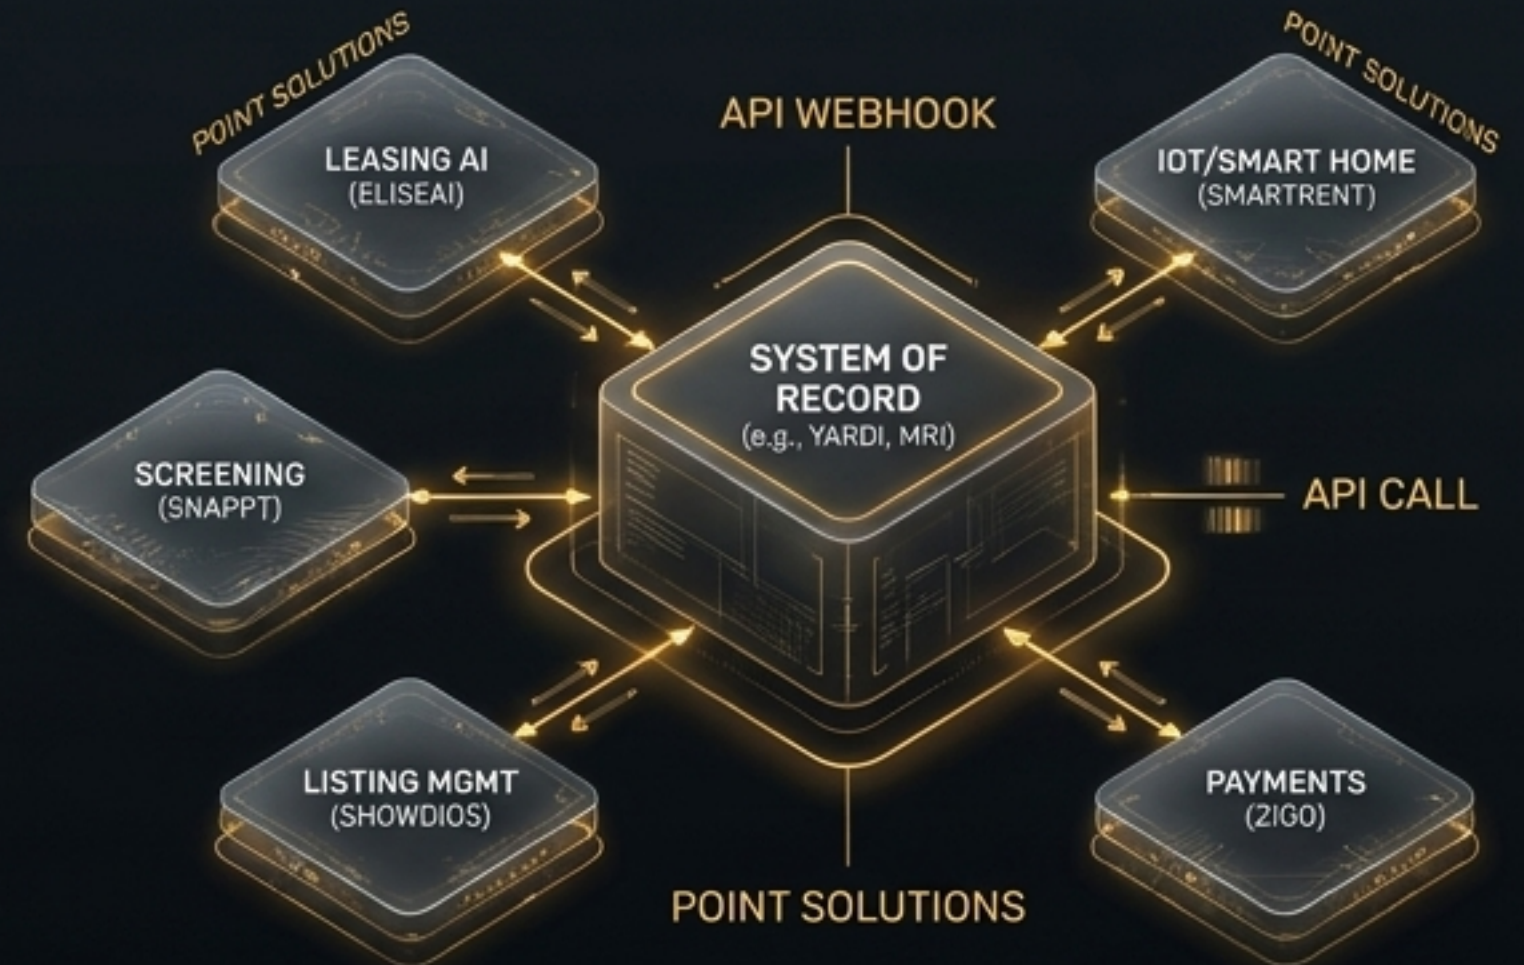 POINT SOLUTIONS
POINT SOLUTIONS
API WEBHOOK
LEASING AI
(ELISEAI)
IOT/SMART HOME
(SMARTRENT)
SYSTEM OF
RECORD
(e.g., YARDI, MRI)
SCREENING
(SNAPPT)
API CALL
LISTING MGMT
(SHOWDIOS)
PAYMENTS
(ZIGO)
POINT SOLUTIONS